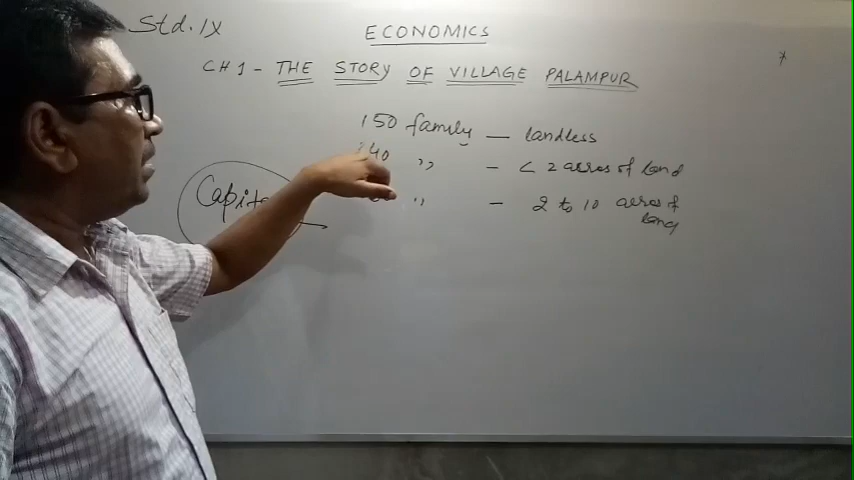 Std. IX
ECONOMICS
CH 1 - THE STORY OF VILLAGE PALAMPUR
*
150 family — landless
240 ,, - < 2 acres of land
,, - 2 to 10 acres of
land